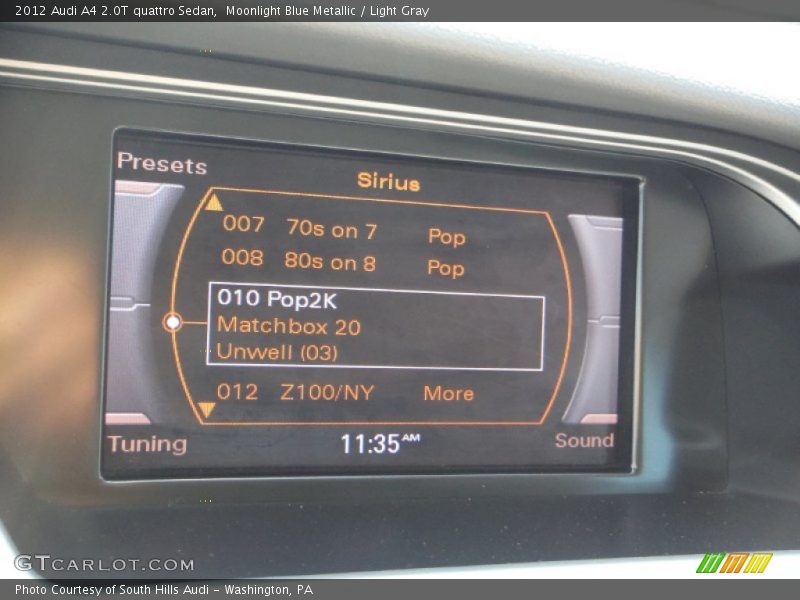 2012 Audi A4 2.0T quattro Sedan, Moonlight Blue Metallic / Light Gray
Presets
Sirius
007 70s on 7 Pop
008 80s on 8 Pop
010 Pop2K
Matchbox 20
Unwell (03)
012 Z100/NY More
Tuning
11:35 AM
Sound
GTCARLOT.COM
Photo Courtesy of South Hills Audi - Washington, PA